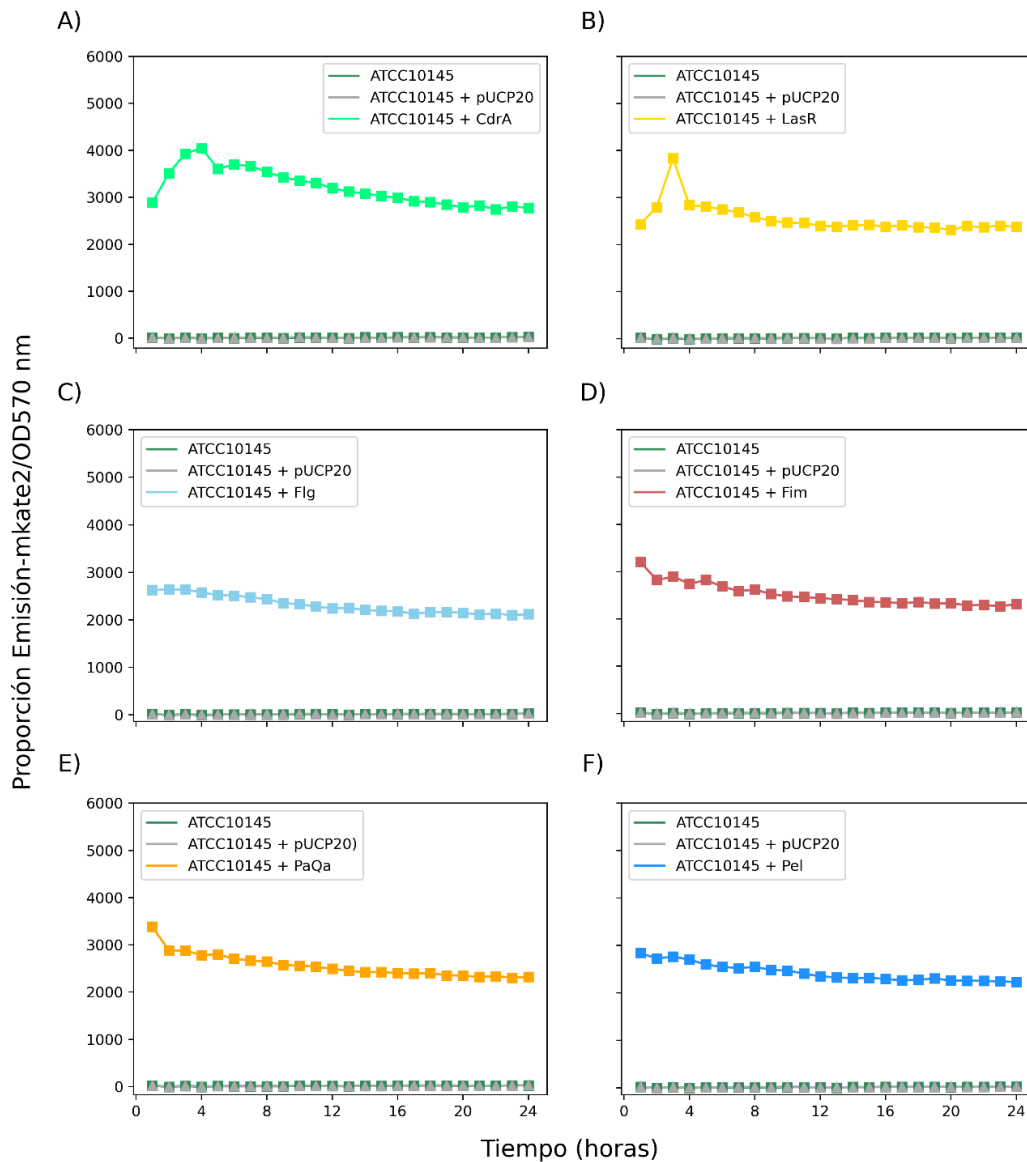 A)
B)
6000
5000
4000
3000
2000
1000
0
ATCC10145
ATCC10145 + pUCP20
ATCC10145 + CdrA
ATCC10145
ATCC10145 + pUCP20
ATCC10145 + LasR
C)
D)
6000
5000
4000
3000
2000
1000
0
ATCC10145
ATCC10145 + pUCP20
ATCC10145 + Flg
ATCC10145
ATCC10145 + pUCP20
ATCC10145 + Fim
E)
F)
6000
5000
4000
3000
2000
1000
0
ATCC10145
ATCC10145 + pUCP20)
ATCC10145 + PaQa
ATCC10145
ATCC10145 + pUCP20
ATCC10145 + Pel
0 4 8 12 16 20 24
0 4 8 12 16 20 24
Proporción Emisión-mkate2/OD570 nm
Tiempo (horas)